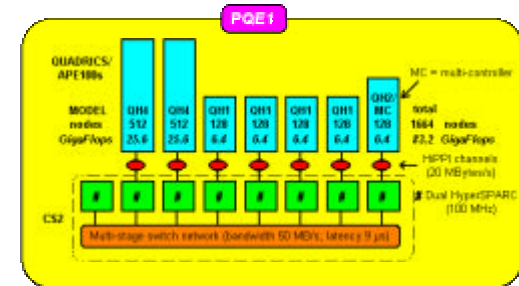 PQE1
QUADRICS/
APE100s
MC = multi-controller
MODEL
nodes
GigaFlops
QH4
512
25.6
QH4
512
25.6
QH1
128
6.4
QH1
128
6.4
QH1
128
6.4
QH1
128
6.4
QH2/
MC
128
6.4
total
1664 nodes
83.2 GigaFlops
HiPPI channels
(20 MBytes/s)
# # # # # # #
# Dual HyperSPARC
(100 MHz)
CS2
Multi-stage switch network (bandwidth 50 MB/s, latency 9 µs)